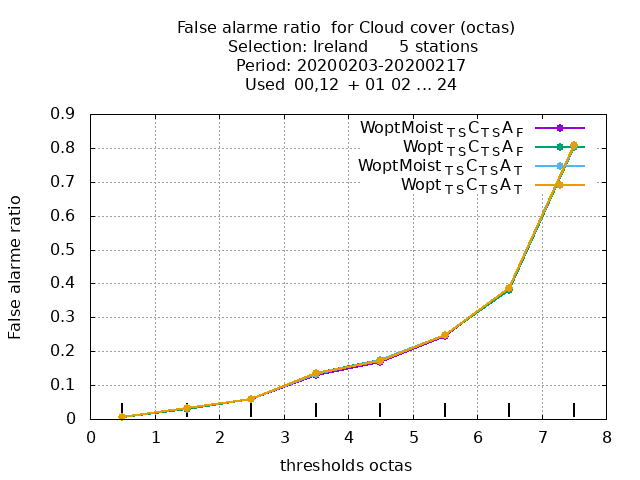 False alarme ratio  for Cloud cover (octas)
Selection: Ireland      5 stations
Period: 20200203-20200217
Used  00,12  + 01 02 ... 24
WoptMoist TS C TS A F
Wopt TS C TS A F
WoptMoist TS C TS A T
Wopt TS C TS A T
False alarme ratio
0.9
0.8
0.7
0.6
0.5
0.4
0.3
0.2
0.1
0
0 1 2 3 4 5 6 7 8
thresholds octas